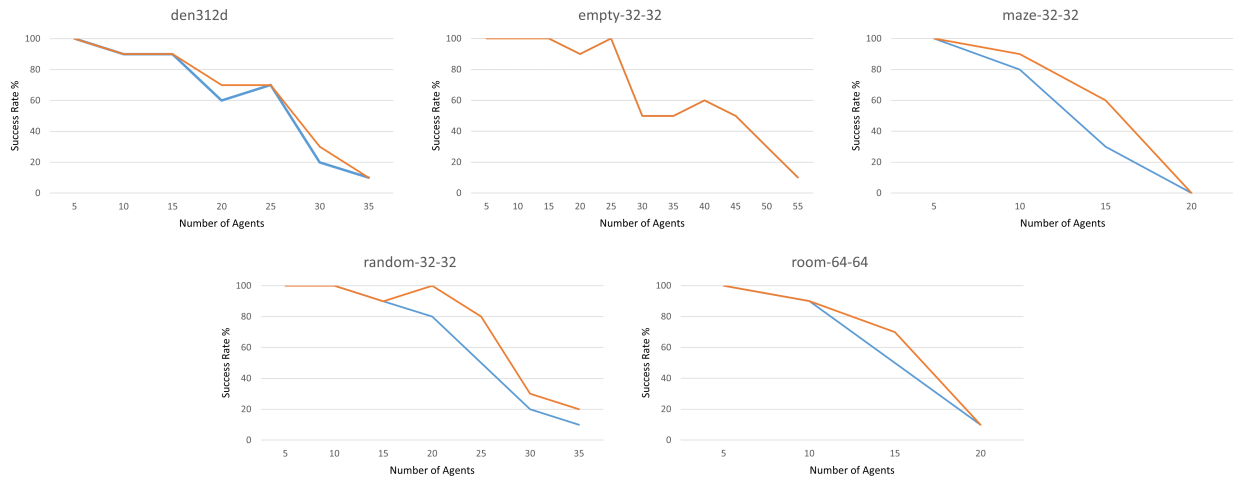 den312d
100
80
60
40
20
0
Success Rate %
5 10 15 20 25 30 35
Number of Agents
empty-32-32
100
80
60
40
20
0
Success Rate %
5 10 15 20 25 30 35 40 45 50 55
Number of Agents
maze-32-32
100
80
60
40
20
0
Success Rate %
5 10 15 20
Number of Agents
random-32-32
100
80
60
40
20
0
Success Rate %
5 10 15 20 25 30 35
Number of Agents
room-64-64
100
80
60
40
20
0
Success Rate %
5 10 15 20
Number of Agents